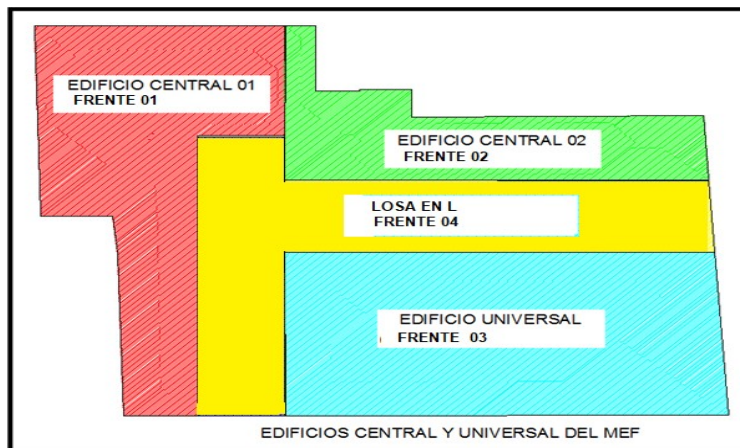 EDIFICIO CENTRAL 01
FRENTE 01
EDIFICIO CENTRAL 02
FRENTE 02
LOSA EN L
FRENTE 04
EDIFICIO UNIVERSAL
FRENTE 03
EDIFICIOS CENTRAL Y UNIVERSAL DEL MEF